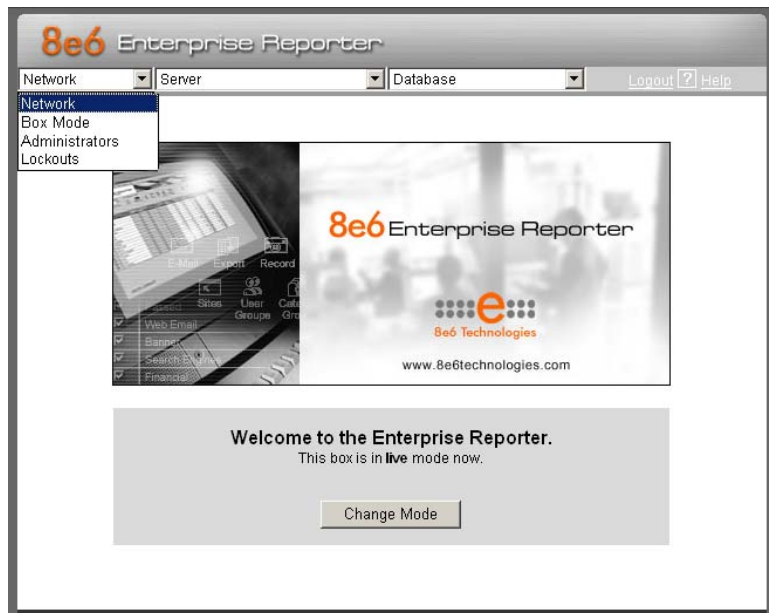 8e6 Enterprise Reporter
Network Server Database Logout ? Help
Network
Box Mode
Administrators
Lockouts
8e6 Enterprise Reporter
E-Mail Export Record
Sites User Groups
Web Email
Banner
Search Engines
Financial
e
8e6 Technologies
www.8e6technologies.com
Welcome to the Enterprise Reporter.
This box is in live mode now.
Change Mode